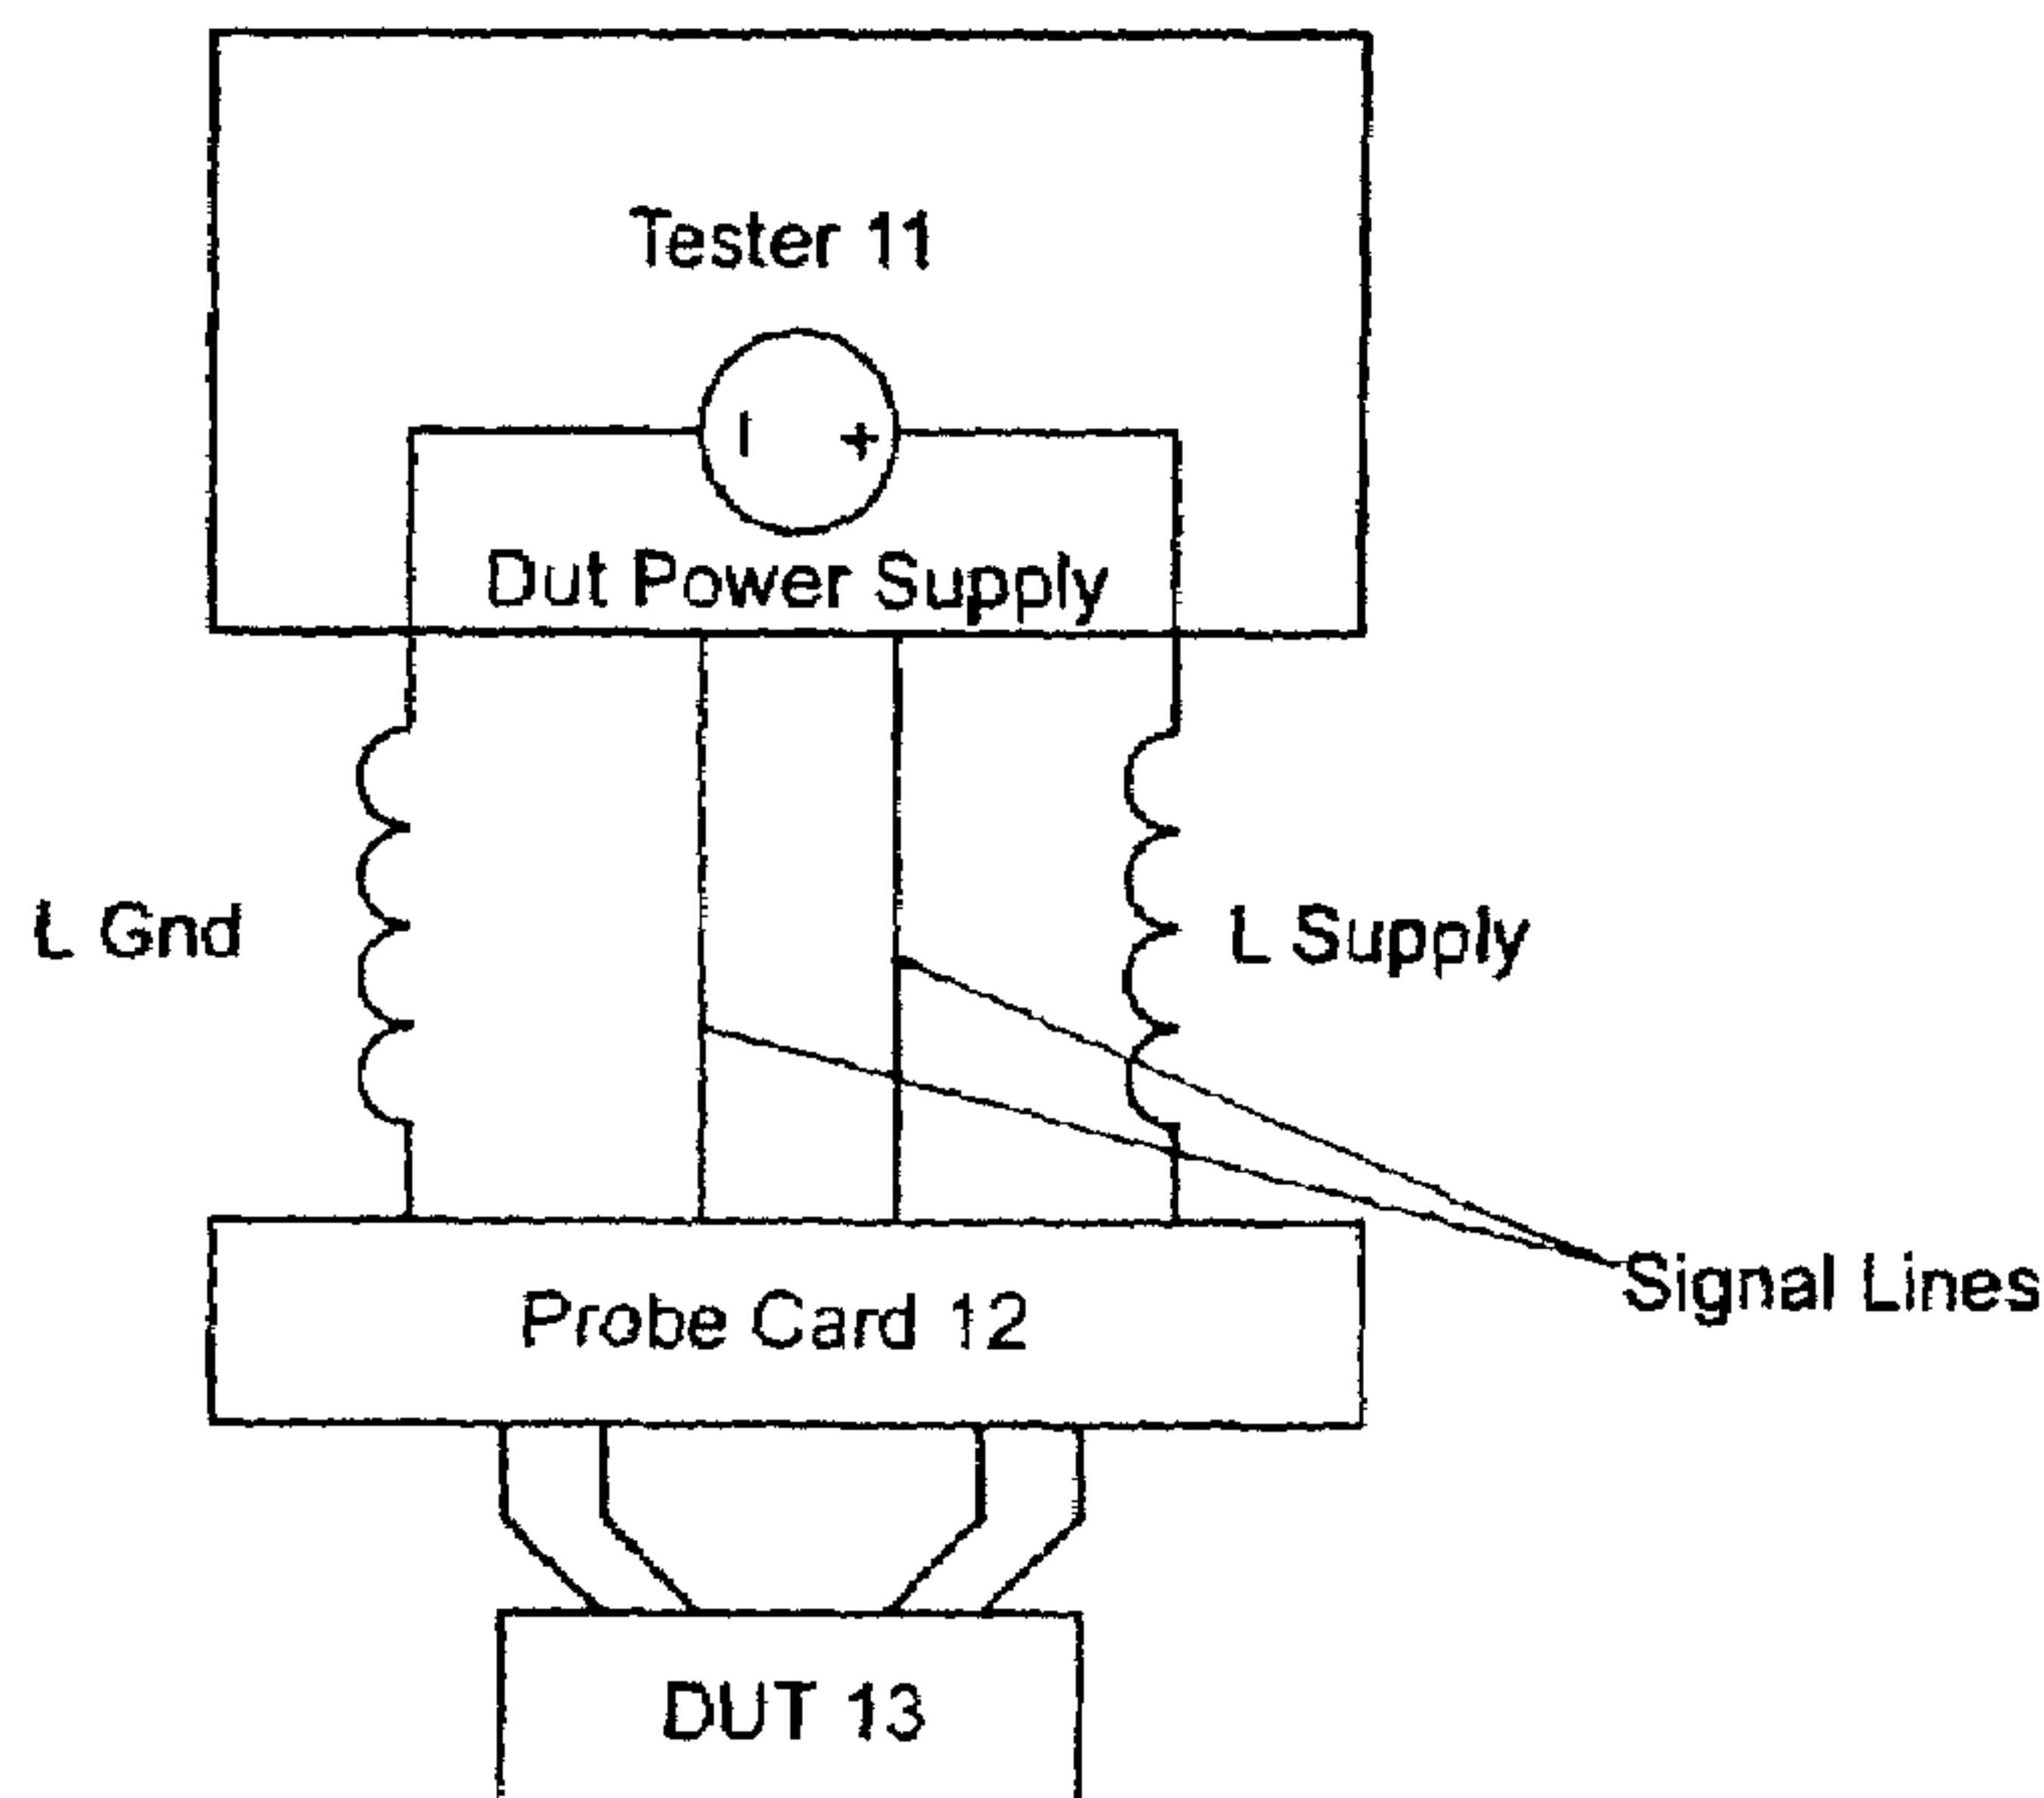 Tester 11
Dut Power Supply
L Gnd
L Supply
Signal Lines
Probe Card 12
DUT 13